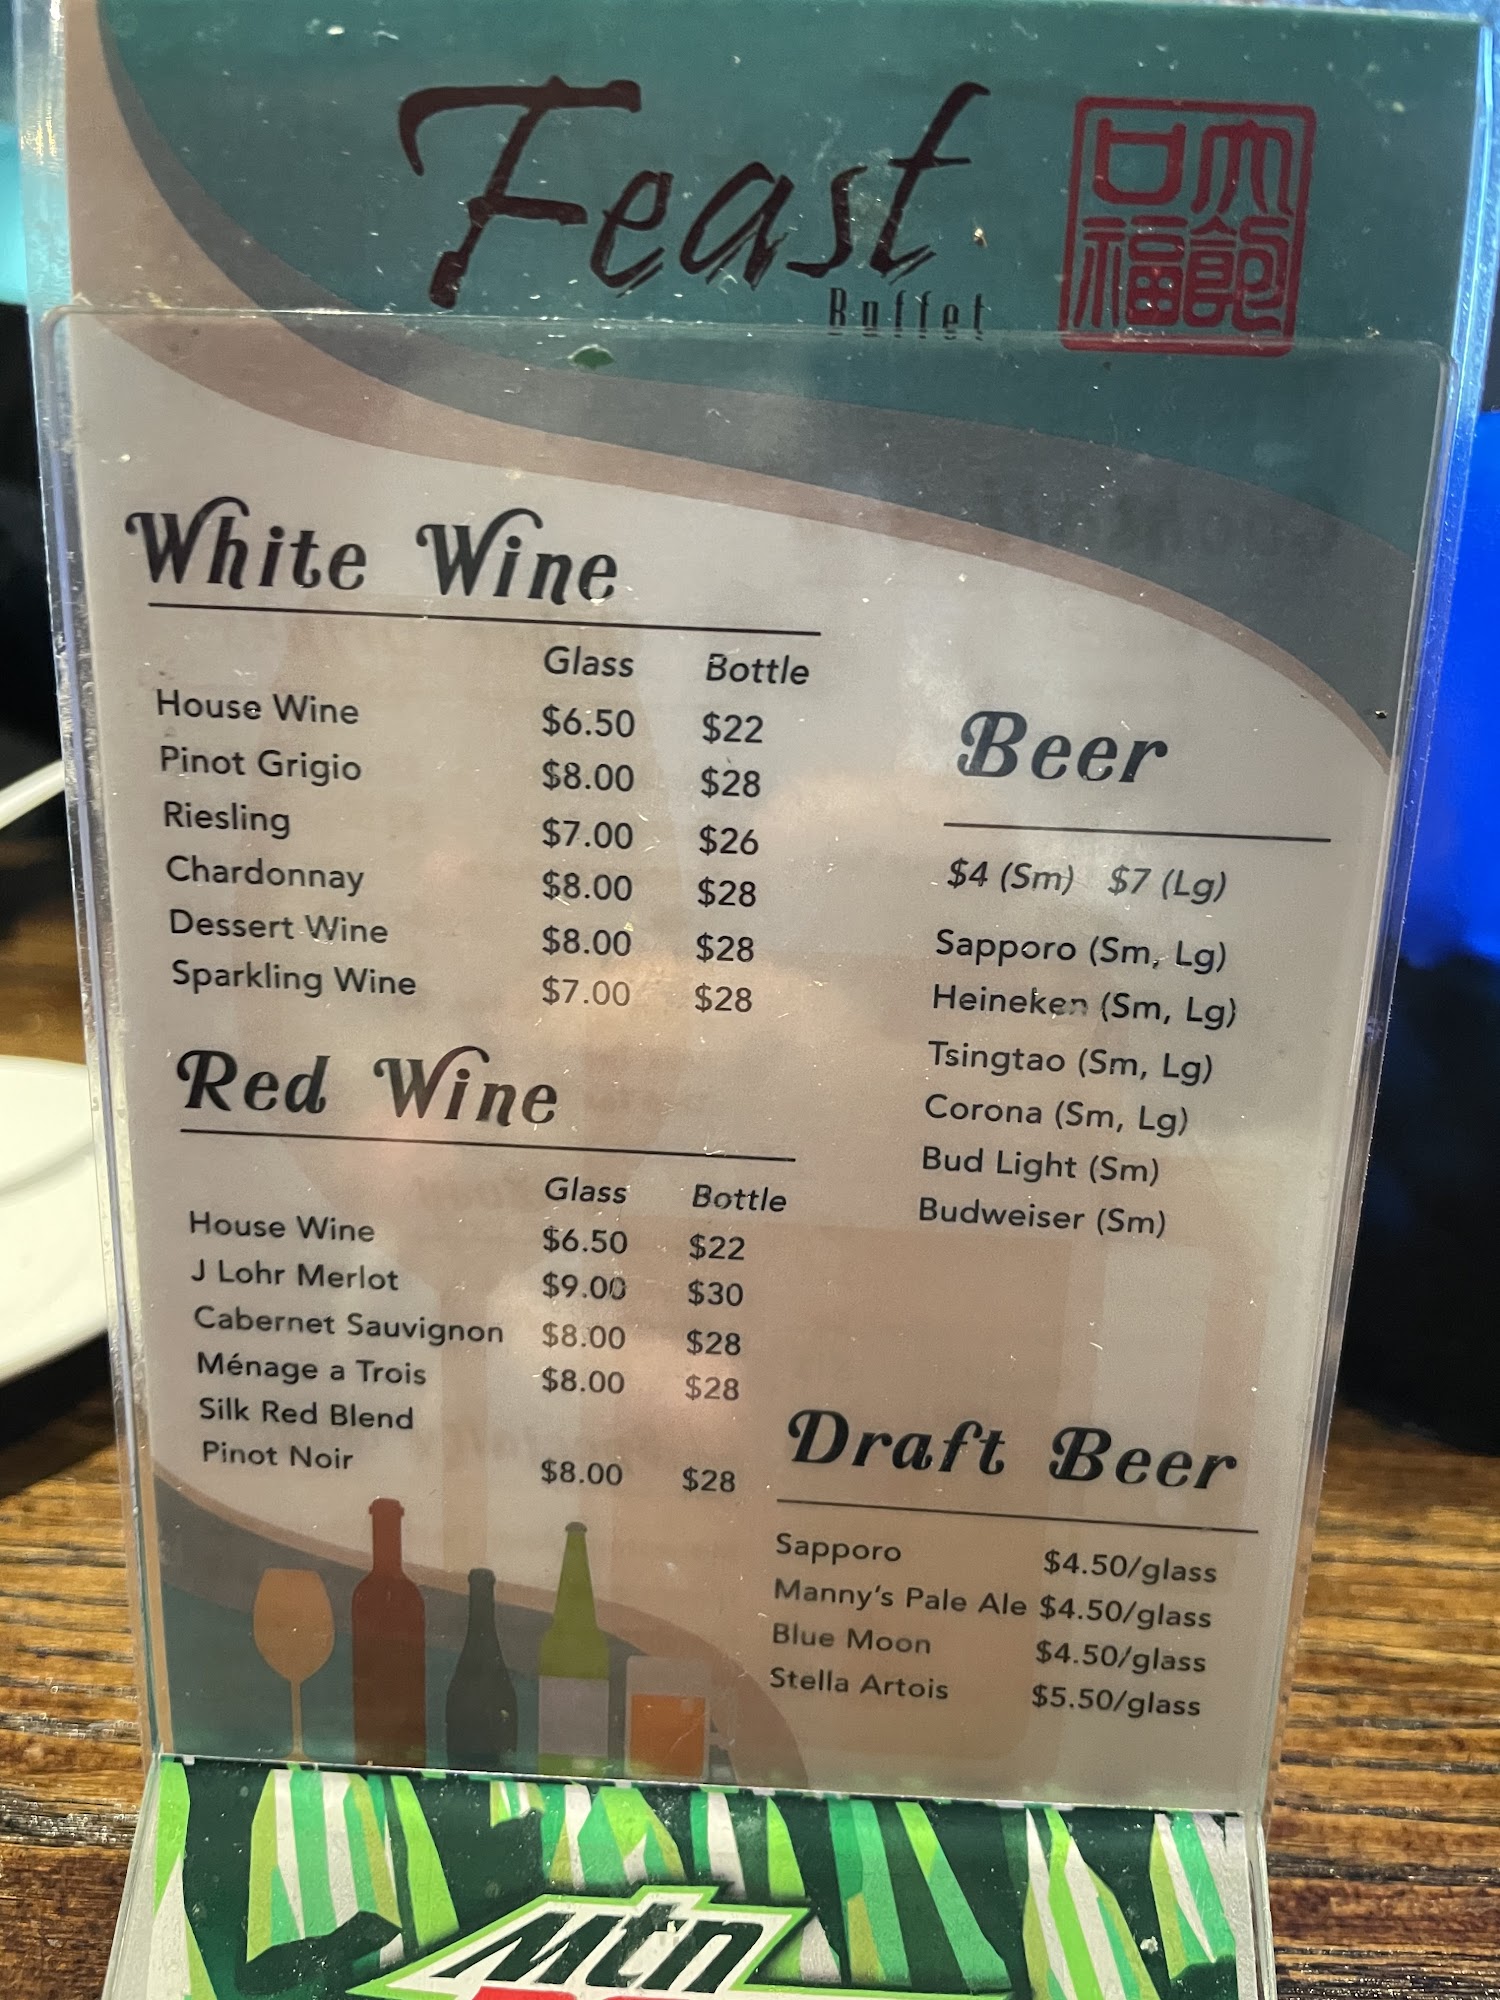 Feast
Buffet
口大
福飽
White Wine
Glass Bottle
House Wine $6.50 $22
Pinot Grigio $8.00 $28
Riesling $7.00 $26
Chardonnay $8.00 $28
Dessert Wine $8.00 $28
Sparkling Wine $7.00 $28
Red Wine
Glass Bottle
House Wine $6.50 $22
J Lohr Merlot $9.00 $30
Cabernet Sauvignon $8.00 $28
Ménage a Trois $8.00 $28
Silk Red Blend
Pinot Noir $8.00 $28
Beer
$4 (Sm) $7 (Lg)
Sapporo (Sm, Lg)
Heineken (Sm, Lg)
Tsingtao (Sm, Lg)
Corona (Sm, Lg)
Bud Light (Sm)
Budweiser (Sm)
Draft Beer
Sapporo $4.50/glass
Manny's Pale Ale $4.50/glass
Blue Moon $4.50/glass
Stella Artois $5.50/glass
Mtn